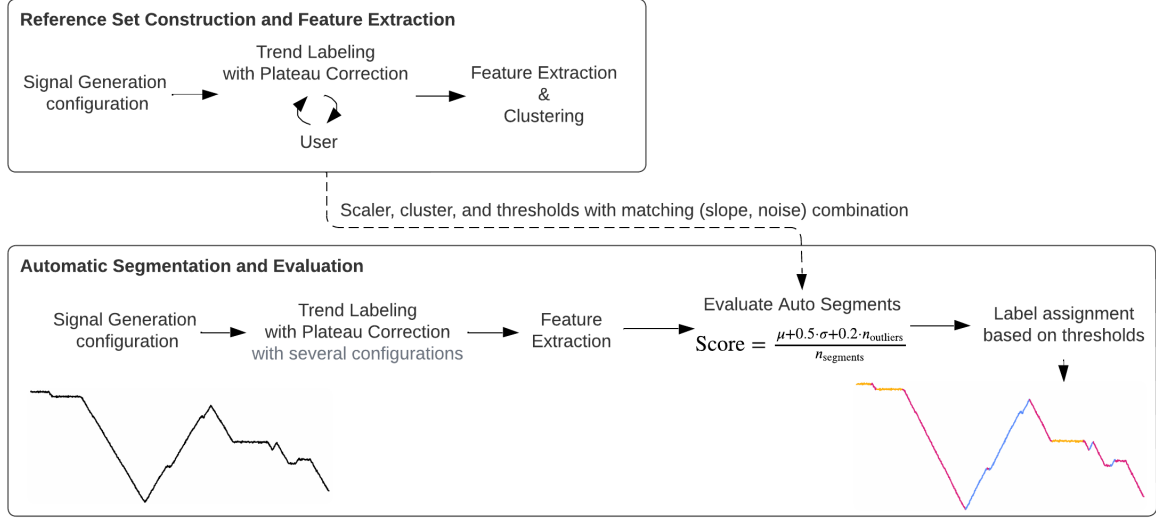 Reference Set Construction and Feature Extraction
Signal Generation
configuration
Trend Labeling
with Plateau Correction
User
Feature Extraction
&
Clustering
Scaler, cluster, and thresholds with matching (slope, noise) combination
Automatic Segmentation and Evaluation
Signal Generation
configuration
Trend Labeling
with Plateau Correction
with several configurations
Feature
Extraction
Evaluate Auto Segments
Score = (μ+0.5·σ+0.2·n_outliers)/n_segments
Label assignment
based on thresholds